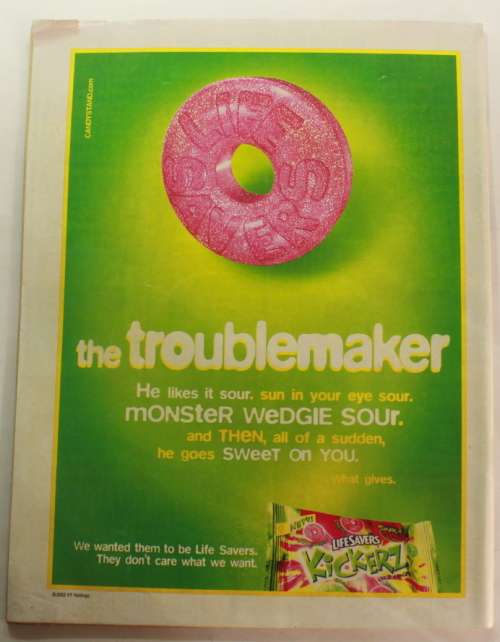 CANDYSTAND.com
LIFE
SAVERS
the troublemaker
He likes it sour. sun in your eye sour.
mONSteR WeDGIE SOUr.
and THeN, all of a sudden,
he goes SWeeT On YOU.
what gives.
NEW!
LIFESAVERS
KicKeRZ
We wanted them to be Life Savers.
They don't care what we want.